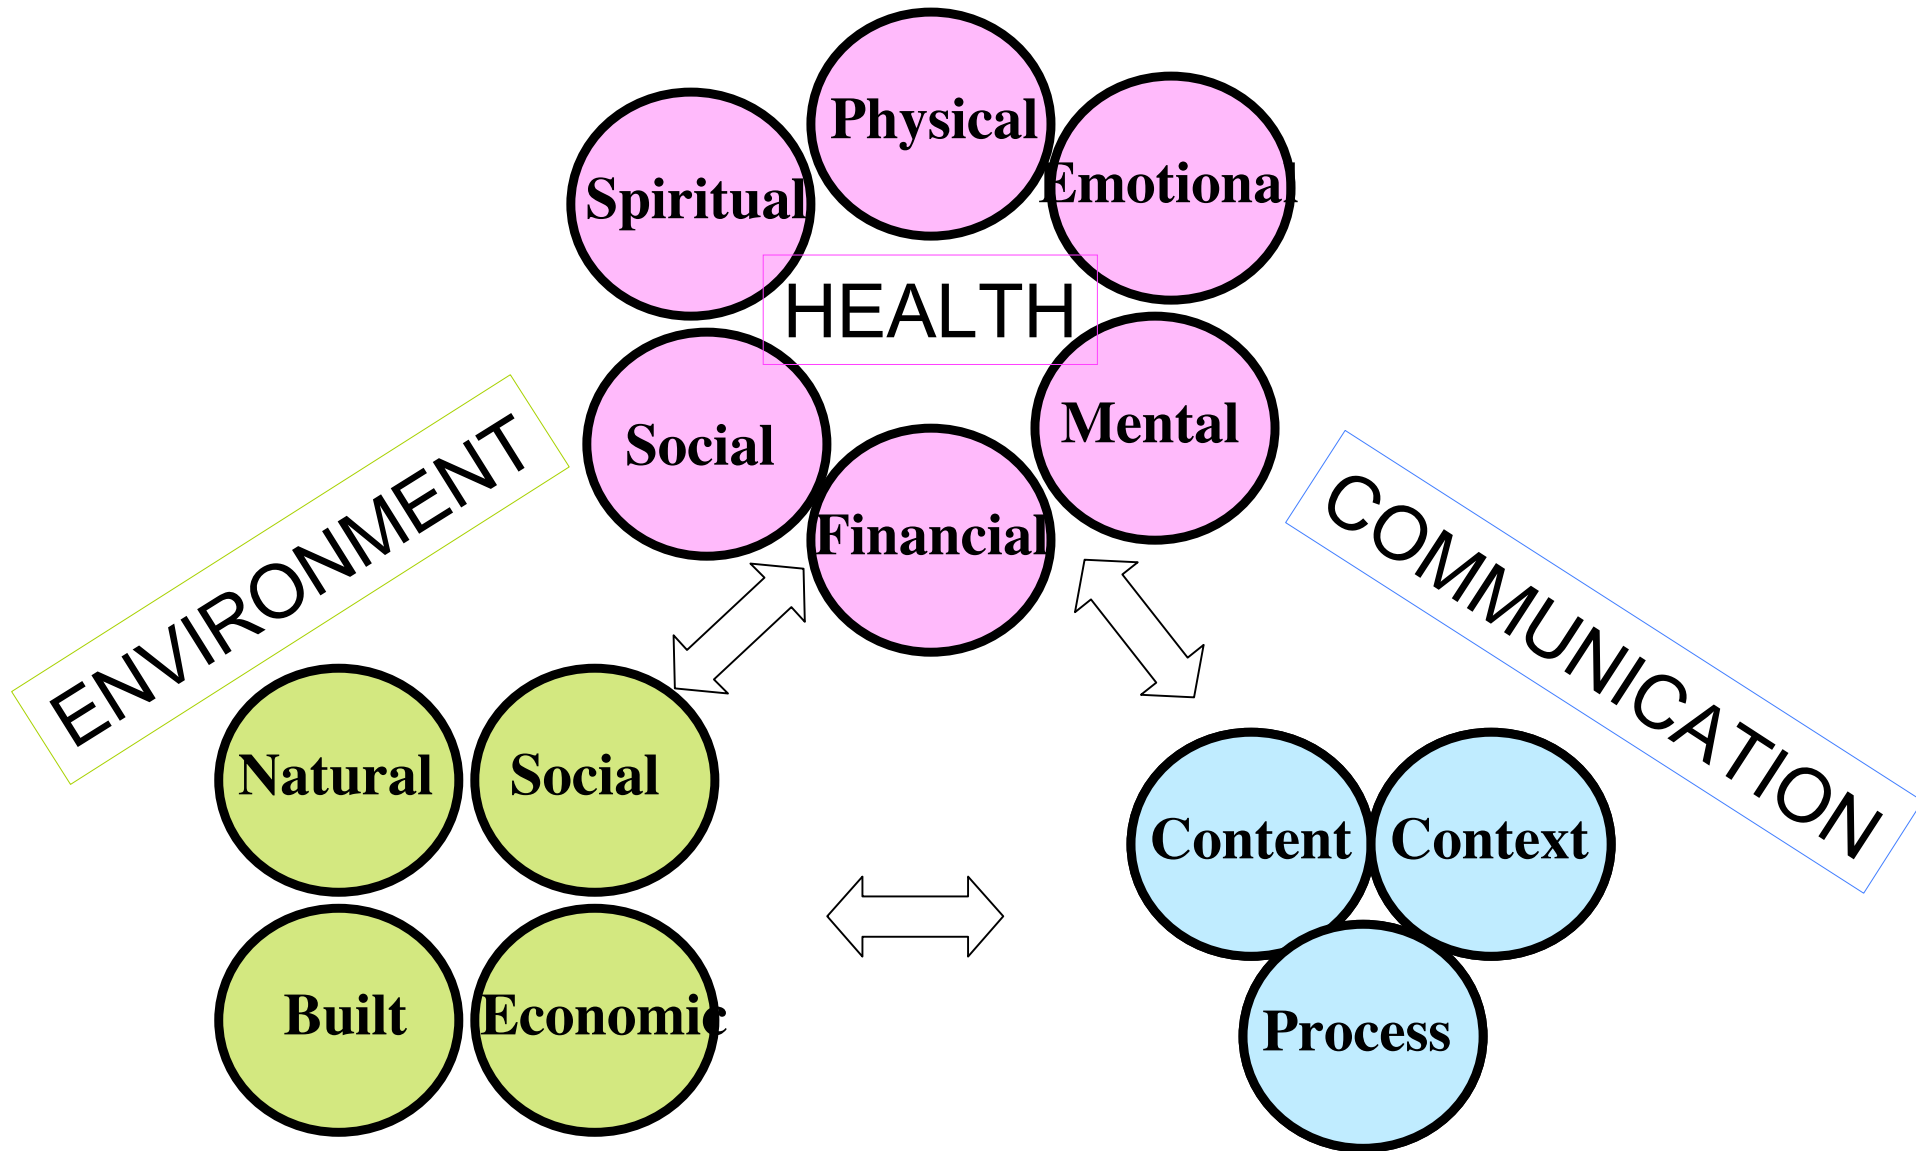 Physical
Emotional
Spiritual
HEALTH
Social
Mental
Financial
ENVIRONMENT
COMMUNICATION
Natural
Social
Built
Economic
Content
Context
Process